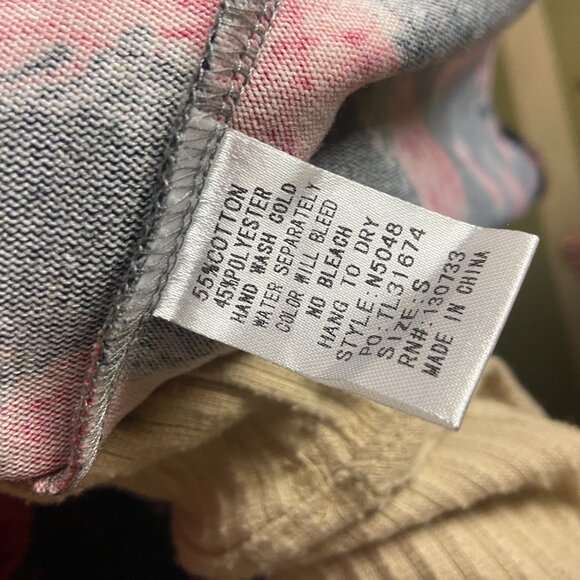 55%COTTON
45%POLYESTER
HAND WASH COLD
WATER SEPARATELY
COLOR WILL BLEED
NO BLEACH
HANG TO DRY
STYLE: N5048
PO: TL31674
SIZE: S
RN#: 130733
MADE IN CHINA